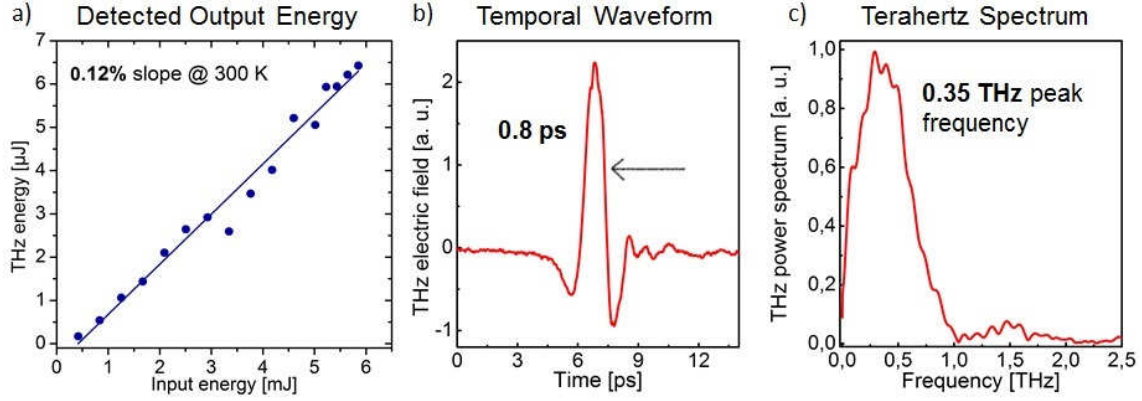 a) Detected Output Energy
7
6
5
4
3
2
1
0
THz energy [µJ]
0.12% slope @ 300 K
0 1 2 3 4 5 6
Input energy [mJ]
b) Temporal Waveform
2
1
0
-1
THz electric field [a. u.]
0.8 ps
0 3 6 9 12
Time [ps]
c) Terahertz Spectrum
1,0
0.8
0.6
0.4
0.2
0,0
THz power spectrum [a. u.]
0.35 THz peak
frequency
0,0 0,5 1,0 1,5 2,0 2,5
Frequency [THz]